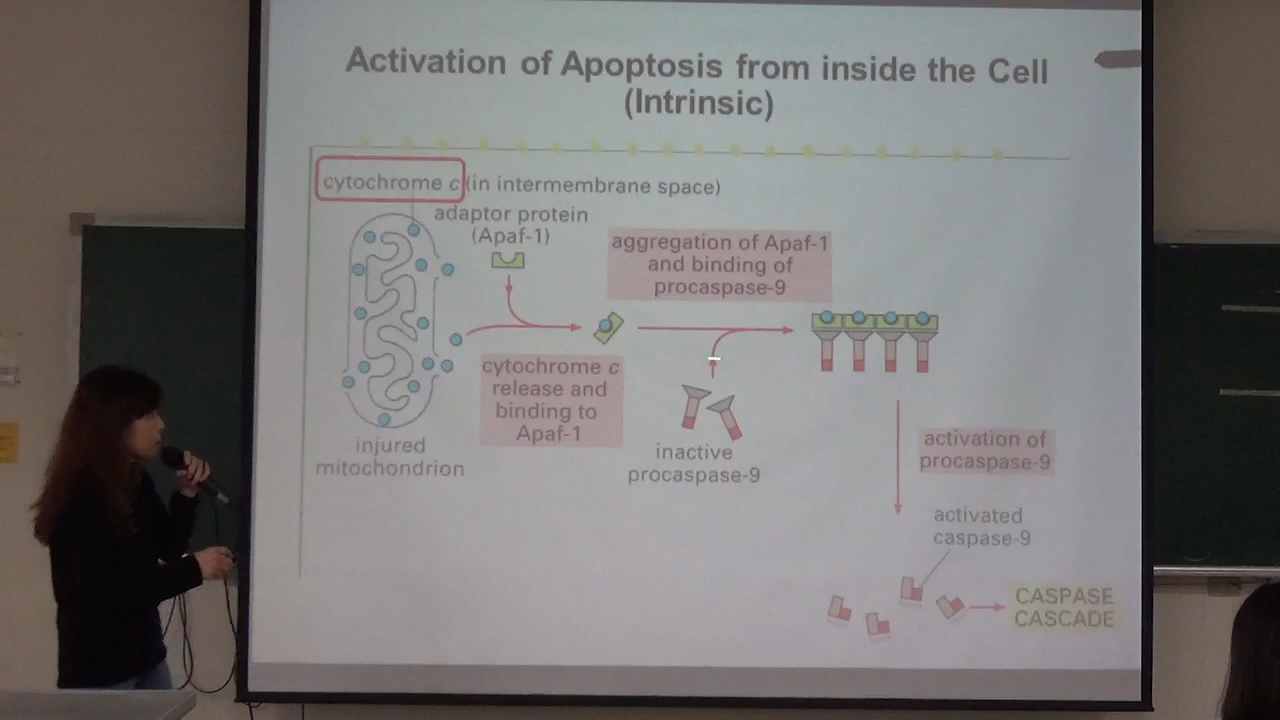 Activation of Apoptosis from inside the Cell
(Intrinsic)
cytochrome c (in intermembrane space)
adaptor protein
(Apaf-1)
aggregation of Apaf-1
and binding of
procaspase-9
cytochrome c
release and
binding to
Apaf-1
injured
mitochondrion
inactive
procaspase-9
activation of
procaspase-9
activated
caspase-9
CASPASE
CASCADE